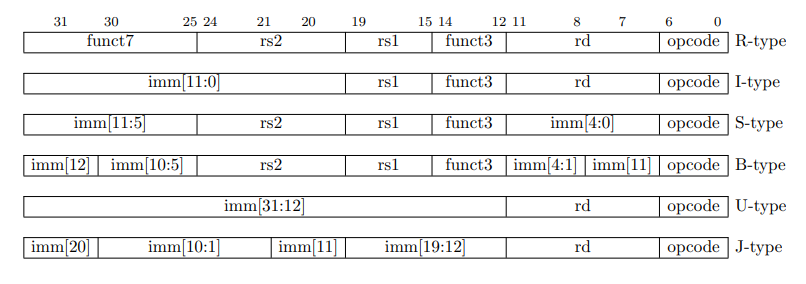 31 30 25 24 21 20 19 15 14 12 11 8 7 6 0
funct7 rs2 rs1 funct3 rd opcode R-type
imm[11:0] rs1 funct3 rd opcode I-type
imm[11:5] rs2 rs1 funct3 imm[4:0] opcode S-type
imm[12] imm[10:5] rs2 rs1 funct3 imm[4:1] imm[11] opcode B-type
imm[31:12] rd opcode U-type
imm[20] imm[10:1] imm[11] imm[19:12] rd opcode J-type